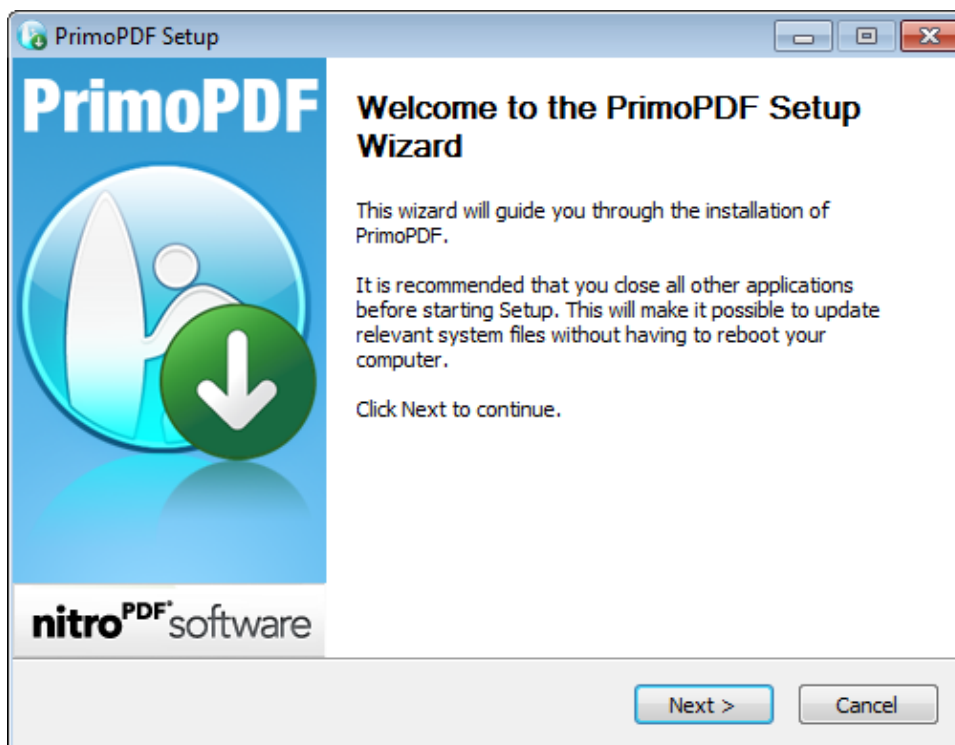 PrimoPDF Setup
PrimoPDF
Welcome to the PrimoPDF Setup
Wizard
This wizard will guide you through the installation of
PrimoPDF.
It is recommended that you close all other applications
before starting Setup. This will make it possible to update
relevant system files without having to reboot your
computer.
Click Next to continue.
nitroPDF® software
Next >
Cancel